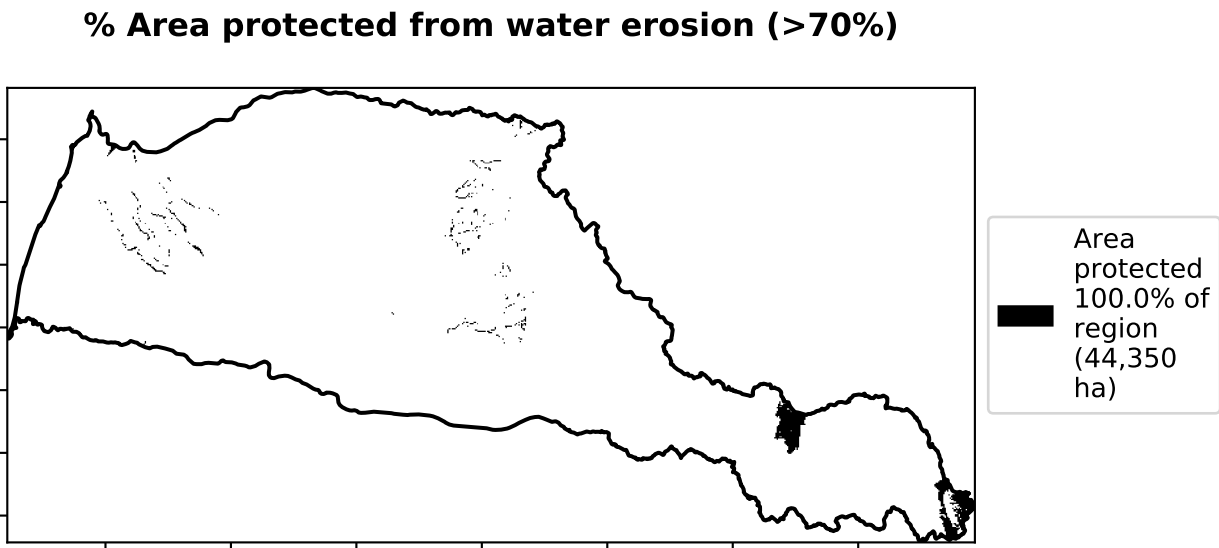 % Area protected from water erosion (>70%)
Area
protected
100.0% of
region
(44,350
ha)